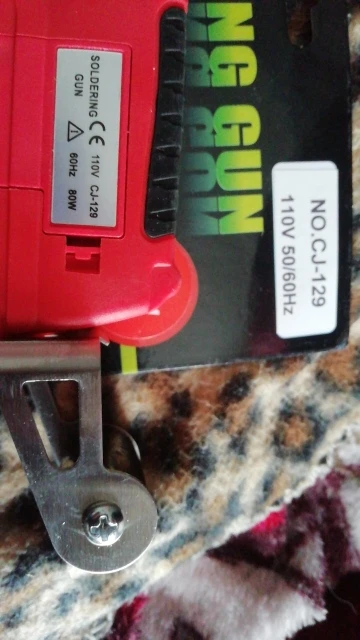 SOLDERING CE 110V CJ-129
GUN ⚠ 60Hz 80W
NG GUN
NO.CJ-129
110V 50/60Hz